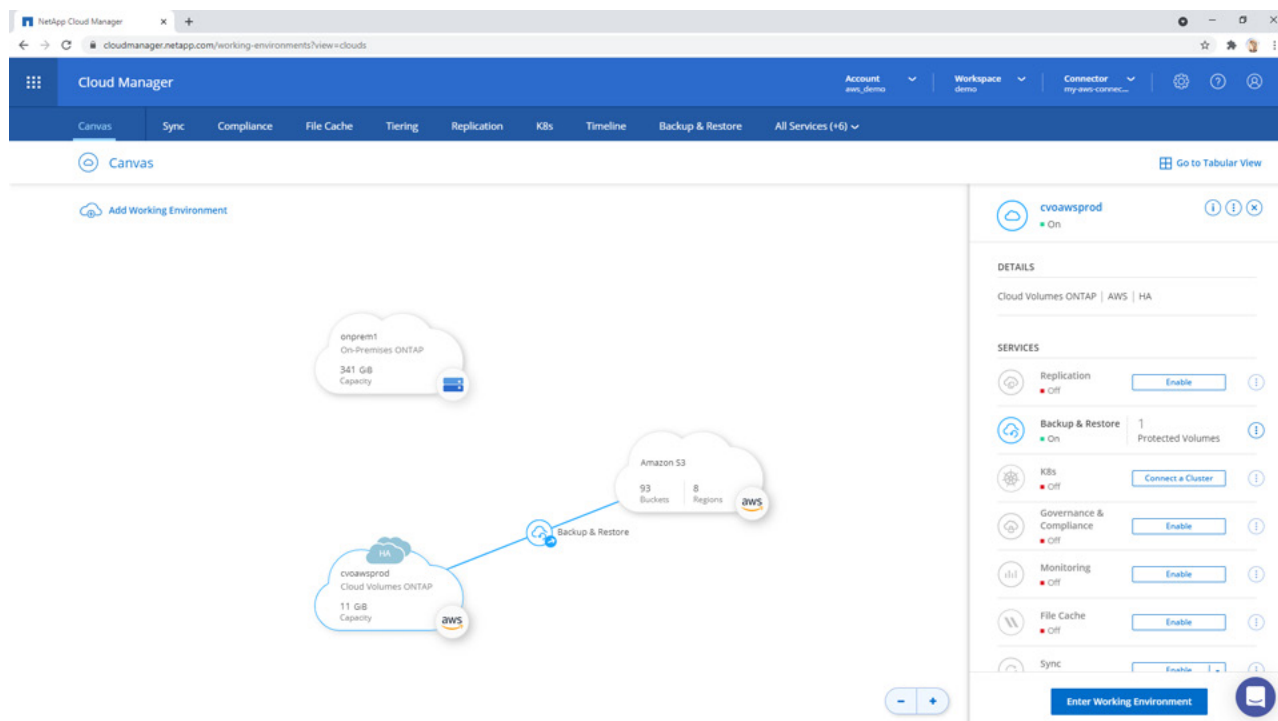 NetApp Cloud Manager
cloudmanager.netapp.com/working-environments?view=clouds
Cloud Manager
Account
aws_demo
Workspace
demo
Connector
my-aws-connec...
Canvas
Sync
Compliance
File Cache
Tiering
Replication
K8s
Timeline
Backup & Restore
All Services (+6)
Canvas
Go to Tabular View
Add Working Environment
onprem1
On-Premises ONTAP
341 GiB
Capacity
Amazon S3
93
Buckets
8
Regions
aws
Backup & Restore
HA
cvoawsprod
Cloud Volumes ONTAP
11 GiB
Capacity
aws
cvoawsprod
On
DETAILS
Cloud Volumes ONTAP | AWS | HA
SERVICES
Replication
Off
Enable
Backup & Restore
On
1
Protected Volumes
K8s
Off
Connect a Cluster
Governance &
Compliance
Off
Enable
Monitoring
Off
Enable
File Cache
Off
Enable
Sync
Enable
Enter Working Environment